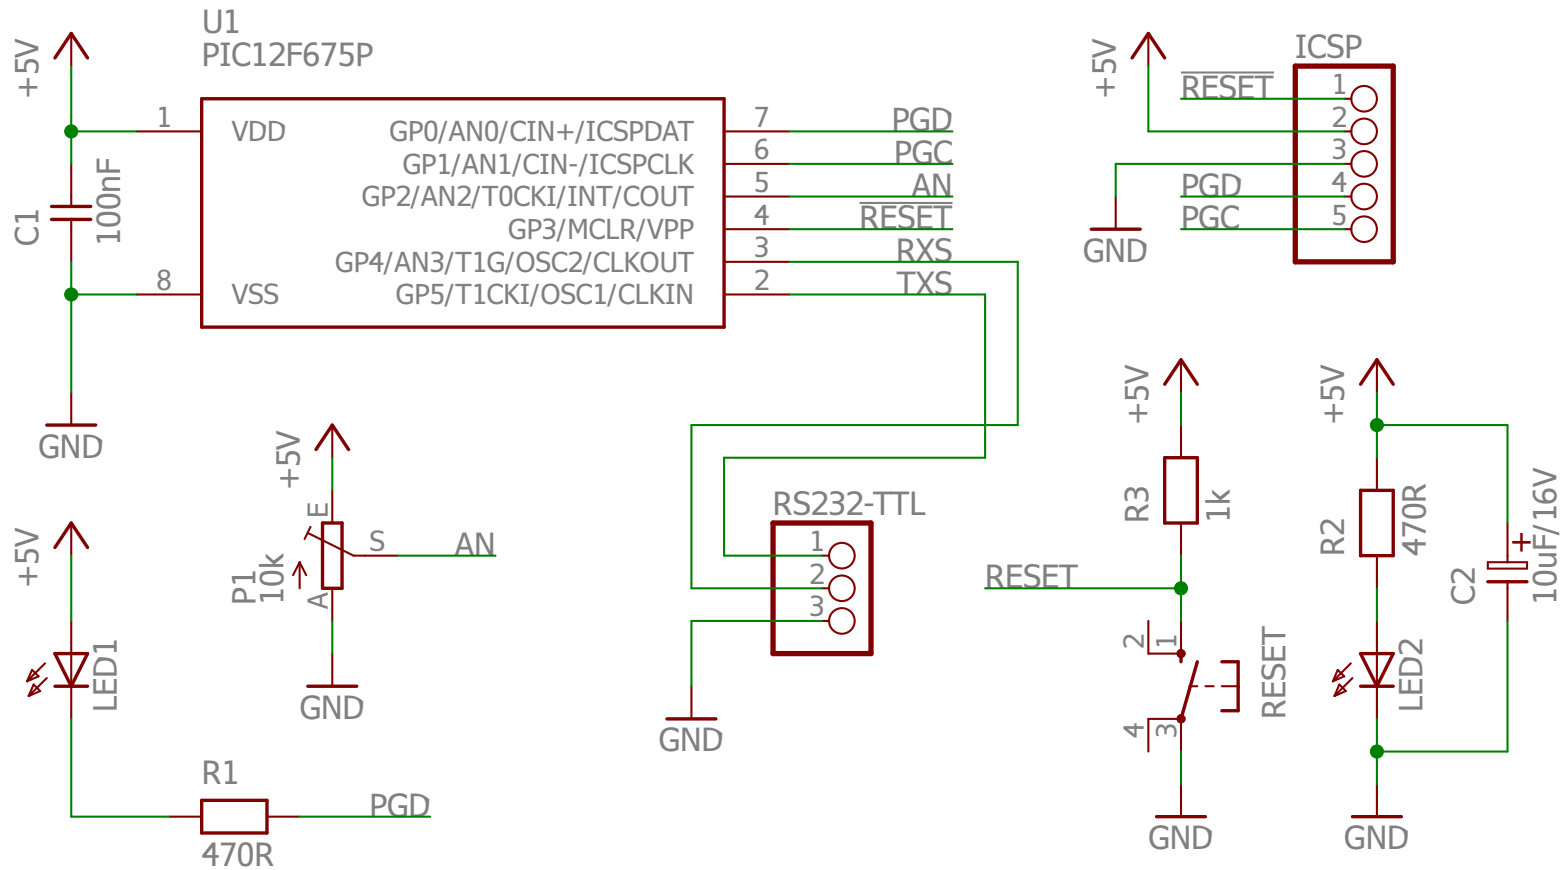 U1
PIC12F675P
+5V
1
VDD
8
VSS
C1
100nF
GND
GP0/AN0/CIN+/ICSPDAT
7
PGD
GP1/AN1/CIN-/ICSPCLK
6
PGC
GP2/AN2/T0CKI/INT/COUT
5
AN
GP3/MCLR/VPP
4
RESET
GP4/AN3/T1G/OSC2/CLKOUT
3
RXS
GP5/T1CKI/OSC1/CLKIN
2
TXS
ICSP
+5V
RESET
1
2
3
PGD
4
PGC
5
GND
+5V
LED1
R1
470R
PGD
+5V
E
S
AN
P1
10k
A
GND
RS232-TTL
1
2
3
GND
+5V
R3
1k
RESET
2
1
4
3
RESET
GND
+5V
R2
470R
LED2
+
C2
10uF/16V
GND